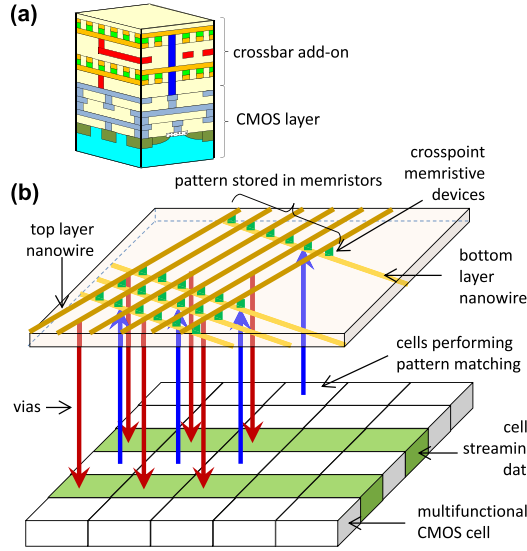 (a)
crossbar add-on
CMOS layer
(b)
pattern stored in memristors
crosspoint
memristive
devices
top layer
nanowire
bottom
layer
nanowire
cells performing
pattern matching
vias
cell
streamin
dat
multifunctional
CMOS cell